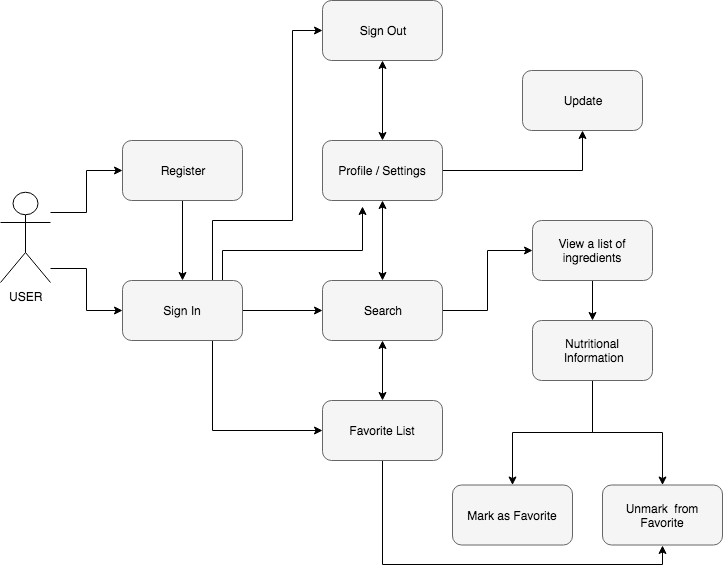 Sign Out
Update
Register
Profile / Settings
View a list of
ingredients
USER
Sign In
Search
Nutritional
Information
Favorite List
Mark as Favorite
Unmark from
Favorite